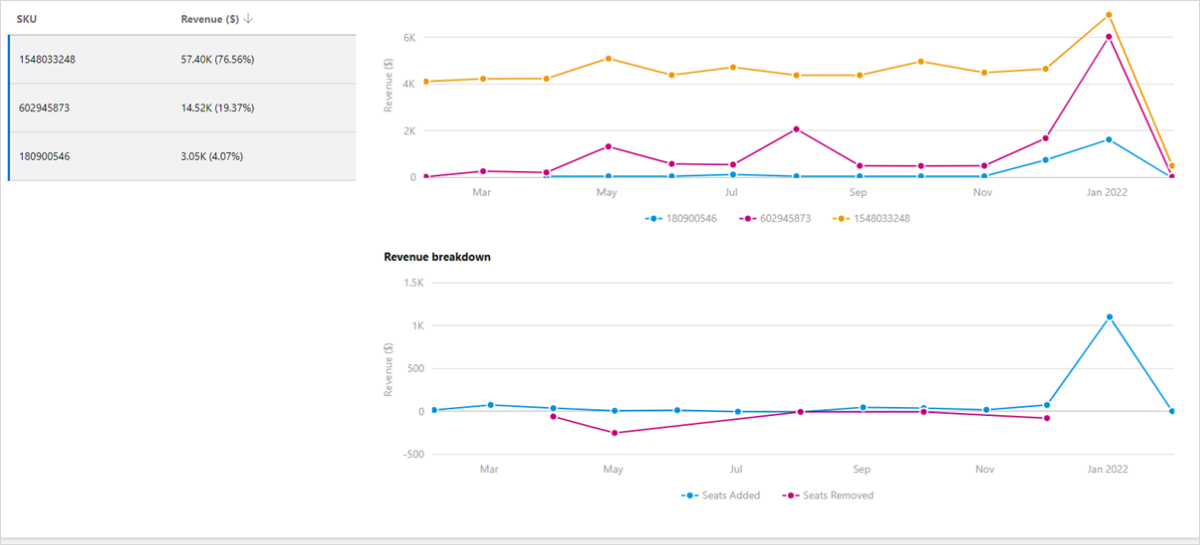 SKU Revenue ($) ↓
1548033248 57.40K (76.56%)
602945873 14.52K (19.37%)
180900546 3.05K (4.07%)
Revenue ($)
6K
4K
2K
0
Mar May Jul Sep Nov Jan 2022
180900546 602945873 1548033248
Revenue breakdown
Revenue ($)
1.5K
1K
500
0
-500
Mar May Jul Sep Nov Jan 2022
Seats Added Seats Removed